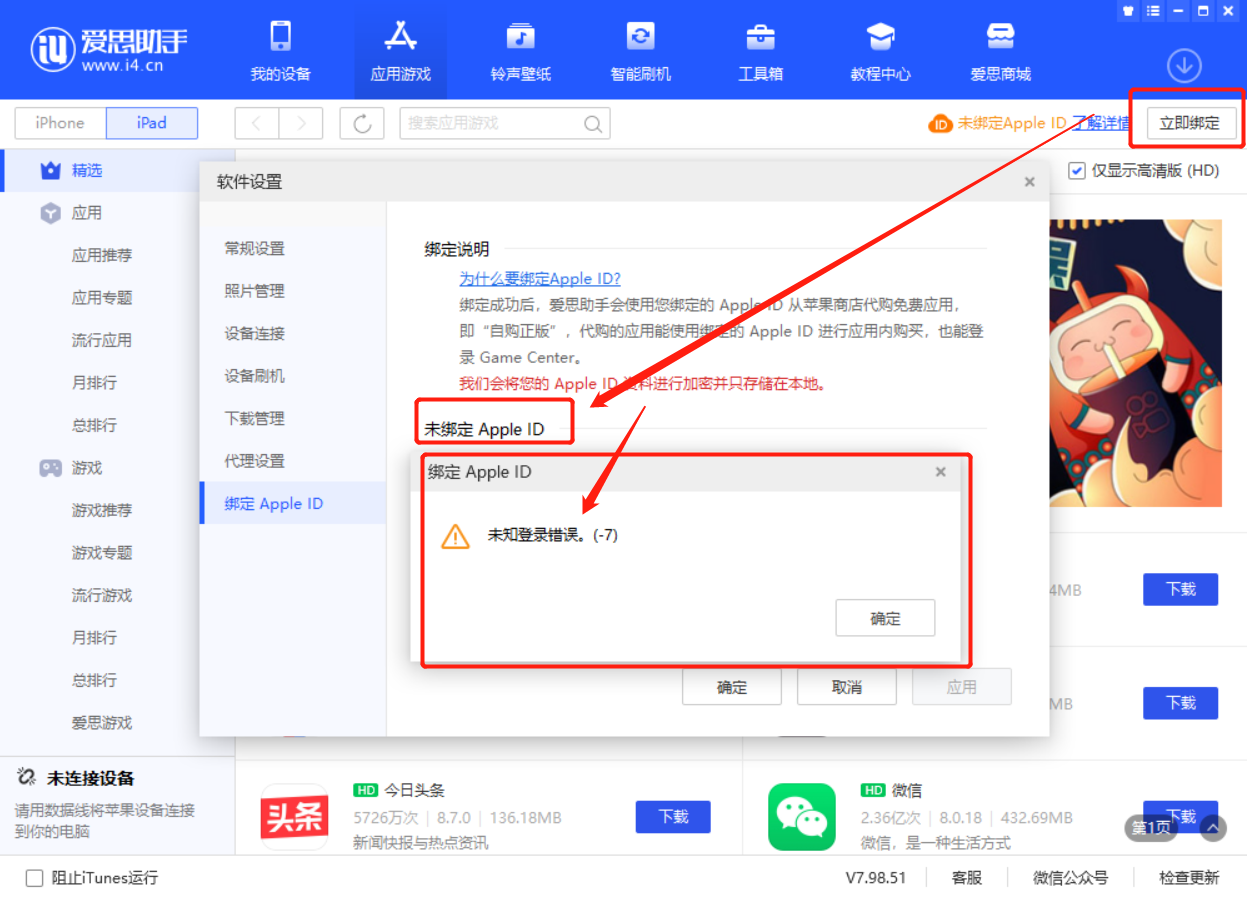 iU 爱思助手
www.i4.cn
我的设备
应用游戏
铃声壁纸
智能刷机
工具箱
教程中心
爱思商城
iPhone
iPad
搜索应用游戏
ID 未绑定Apple ID 了解详情
立即绑定
精选
应用
应用推荐
应用专题
流行应用
月排行
总排行
游戏
游戏推荐
游戏专题
流行游戏
月排行
总排行
爱思游戏
仅显示高清版 (HD)
软件设置
常规设置
照片管理
设备连接
设备刷机
下载管理
代理设置
绑定 Apple ID
绑定说明
为什么要绑定Apple ID?
绑定成功后，爱思助手会使用您绑定的 Apple ID 从苹果商店代购免费应用，
即“自购正版”，代购的应用能使用绑定的 Apple ID 进行应用内购买，也能登
录 Game Center。
我们会将您的 Apple ID 资料进行加密并只存储在本地。
未绑定 Apple ID
绑定 Apple ID
未知登录错误。(-7)
确定
确定
取消
应用
4MB
下载
MB
下载
未连接设备
请用数据线将苹果设备连接
到你的电脑
头条
HD 今日头条
5726万次 | 8.7.0 | 136.18MB
新闻快报与热点资讯
下载
HD 微信
2.36亿次 | 8.0.18 | 432.69MB
微信，是一种生活方式
下载
第1页
阻止iTunes运行
V7.98.51
客服
微信公众号
检查更新